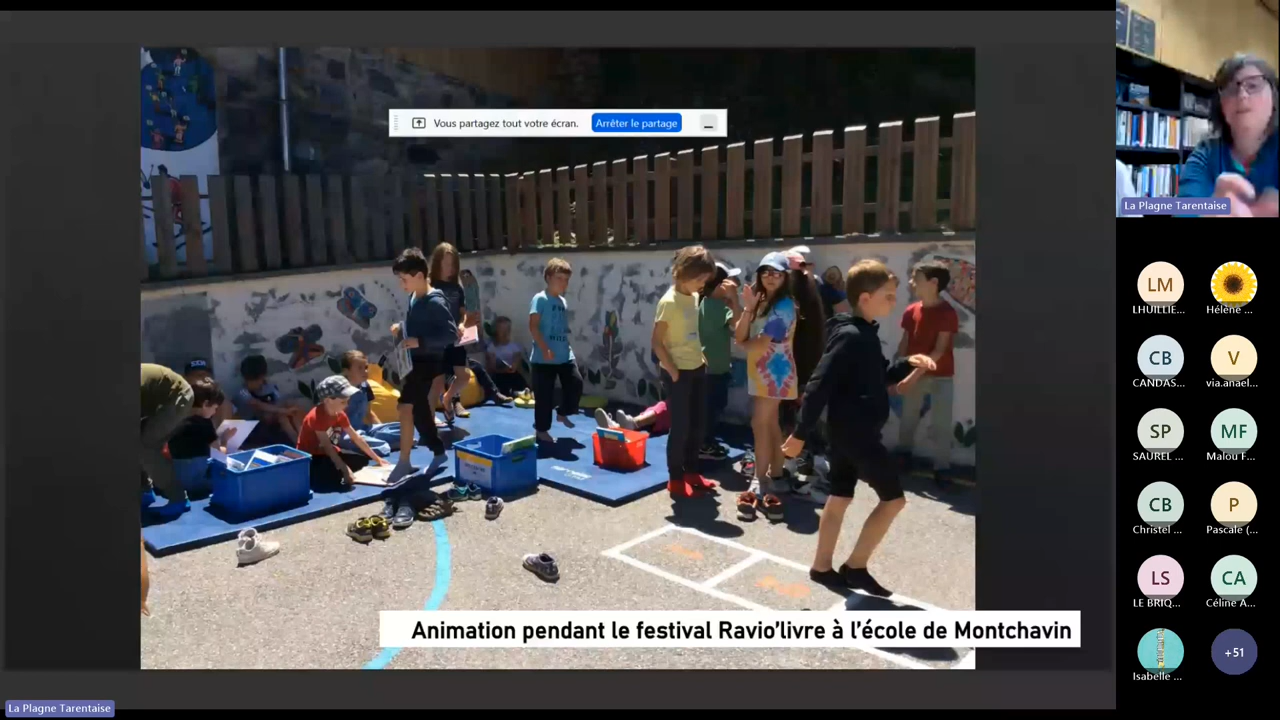 Vous partagez tout votre écran.
Arrêter le partage
La Plagne Tarentaise
LM
LHUILLIE...
Hélène ...
CB
CANDAS...
V
via.anael...
SP
SAUREL ...
MF
Malou F...
CB
Christel ...
P
Pascale (...
LS
LE BRIQ...
CA
Céline A...
Isabelle ...
+51
Animation pendant le festival Ravio'livre à l'école de Montchavin
La Plagne Tarentaise